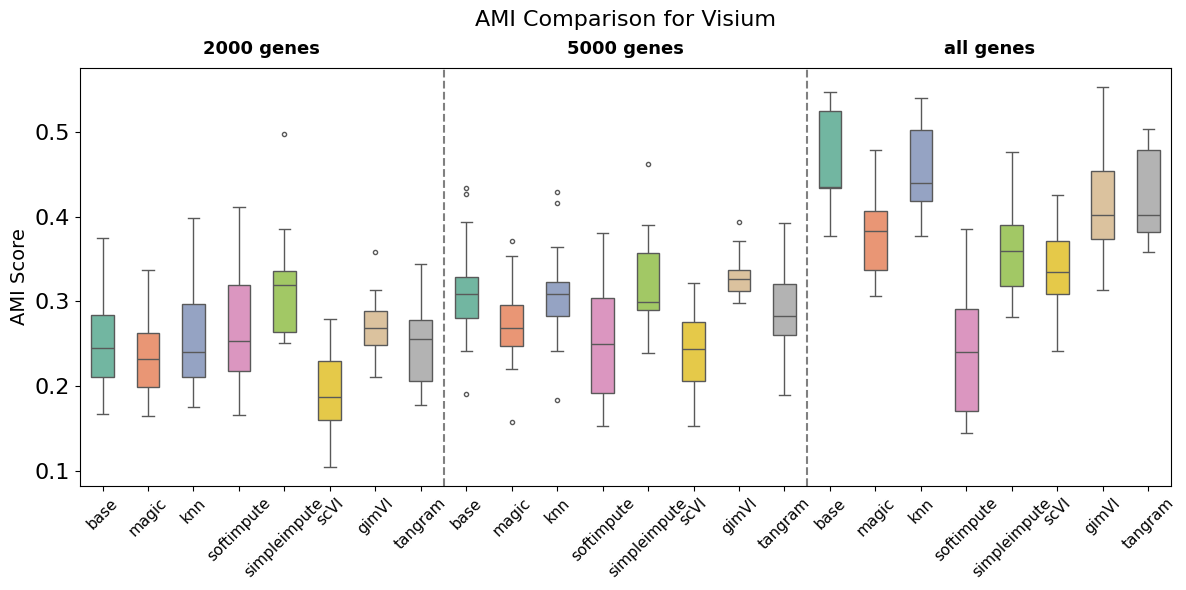 AMI Comparison for Visium
2000 genes 5000 genes all genes
AMI Score
0.5
0.4
0.3
0.2
0.1
base magic knn softimpute simpleimpute scVI gimVI tangram base magic knn softimpute simpleimpute scVI gimVI tangram base magic knn softimpute simpleimpute scVI gimVI tangram